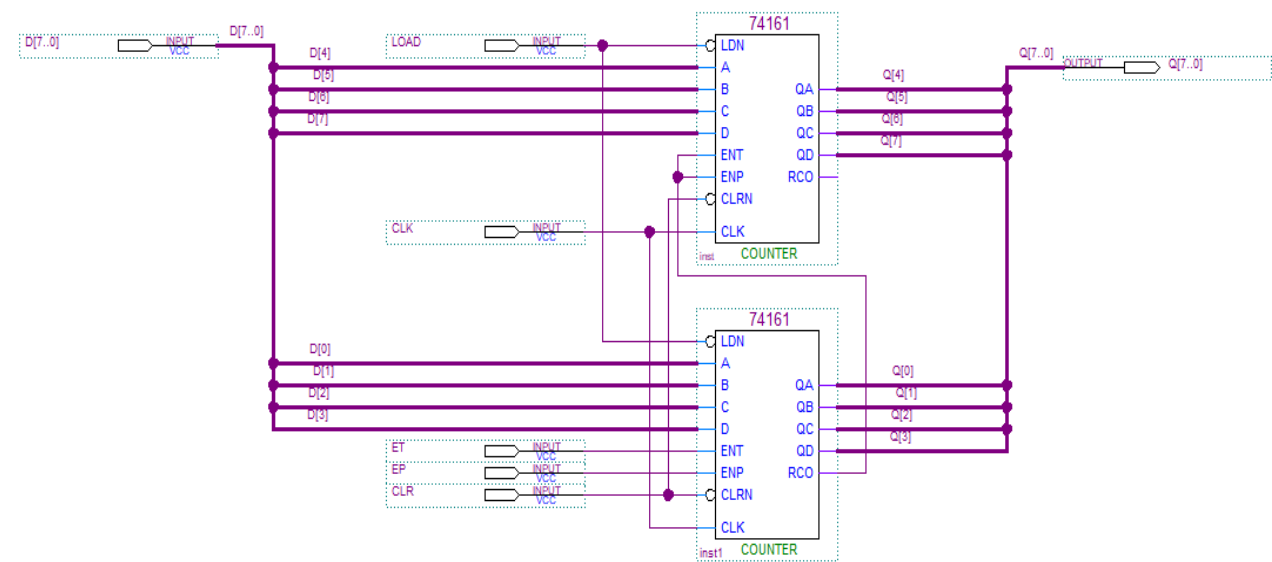 D[7..0]
INPUT
VCC
D[7..0]
D[4]
D[5]
D[6]
D[7]
LOAD
INPUT
VCC
74161
LDN
A
B
C
D
ENT
ENP
CLRN
CLK
QA
QB
QC
QD
RCO
inst
COUNTER
Q[4]
Q[5]
Q[6]
Q[7]
Q[7..0]
OUTPUT
Q[7..0]
CLK
INPUT
VCC
D[0]
D[1]
D[2]
D[3]
ET
INPUT
VCC
EP
INPUT
VCC
CLR
INPUT
VCC
74161
LDN
A
B
C
D
ENT
ENP
CLRN
CLK
QA
QB
QC
QD
RCO
inst1
COUNTER
Q[0]
Q[1]
Q[2]
Q[3]